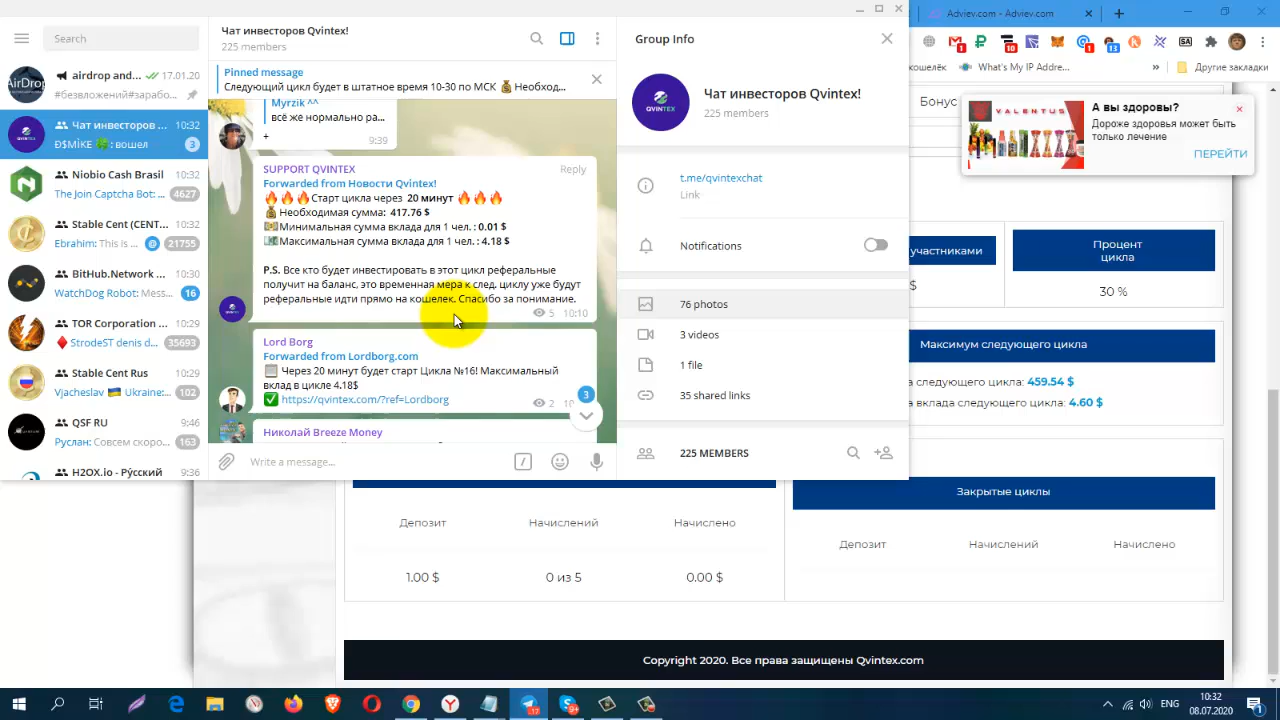 Search
airdrop and...
17.01.20
#безвложений#зарабо...
Чат инвесторов ...
10:32
Ð$MİKE 🍀: вошел
3
Niobio Cash Brasil
10:32
The Join Captcha Bot: ...
4627
Stable Cent (CENT...
10:32
Ebrahim: This is ...
@
21755
BitHub.Network ...
10:30
WatchDog Robot: Mess...
16
TOR Corporation ...
10:29
StrodeST denis d...
35693
Stable Cent Rus
10:29
Vjacheslav 🇺🇦 Ukraine:...
102
QSF RU
9:46
Руслан: Совсем скоро...
163
H2OX.io - Ру́сский
9:36
Чат инвесторов Qvintex!
225 members
Pinned message
Следующий цикл будет в штатное время 10-30 по МСК 💰 Необход...
Myrzik ^^
всё же нормально ра...
+
9:39
SUPPORT QVINTEX
Reply
Forwarded from Новости Qvintex!
🔥🔥🔥Старт цикла через 20 минут 🔥🔥🔥
💰Необходимая сумма: 417.76 $
💴Минимальная сумма вклада для 1 чел. : 0.01 $
💵Максимальная сумма вклада для 1 чел. : 4.18 $
P.S. Все кто будет инвестировать в этот цикл реферальные
получит на баланс, это временная мера к след. циклу уже будут
реферальные идти прямо на кошелек. Спасибо за понимание.
5
10:10
Lord Borg
Forwarded from Lordborg.com
🗓 Через 20 минут будет старт Цикла №16! Максимальный
вклад в цикле 4.18$
✅ https://qvintex.com/?ref=Lordborg
2
3
Николай Breeze Money
Write a message...
Group Info
Чат инвесторов Qvintex!
225 members
QVINTEX
t.me/qvintexchat
Link
Notifications
76 photos
3 videos
1 file
35 shared links
225 MEMBERS
Adviev.com - Adviev.com
кошелёк
What's My IP Addre...
»
Другие закладки
Бонус
VALENTUS
А вы здоровы?
Дороже здоровья может быть
только лечение
ПЕРЕЙТИ
участниками
Процент
цикла
$
30 %
Максимум следующего цикла
а следующего цикла: 459.54 $
а вклада следующего цикла: 4.60 $
Депозит
Начислений
Начислено
1.00 $
0 из 5
0.00 $
Закрытые циклы
Депозит
Начислений
Начислено
Copyright 2020. Все права защищены Qvintex.com
ENG
10:32
08.07.2020